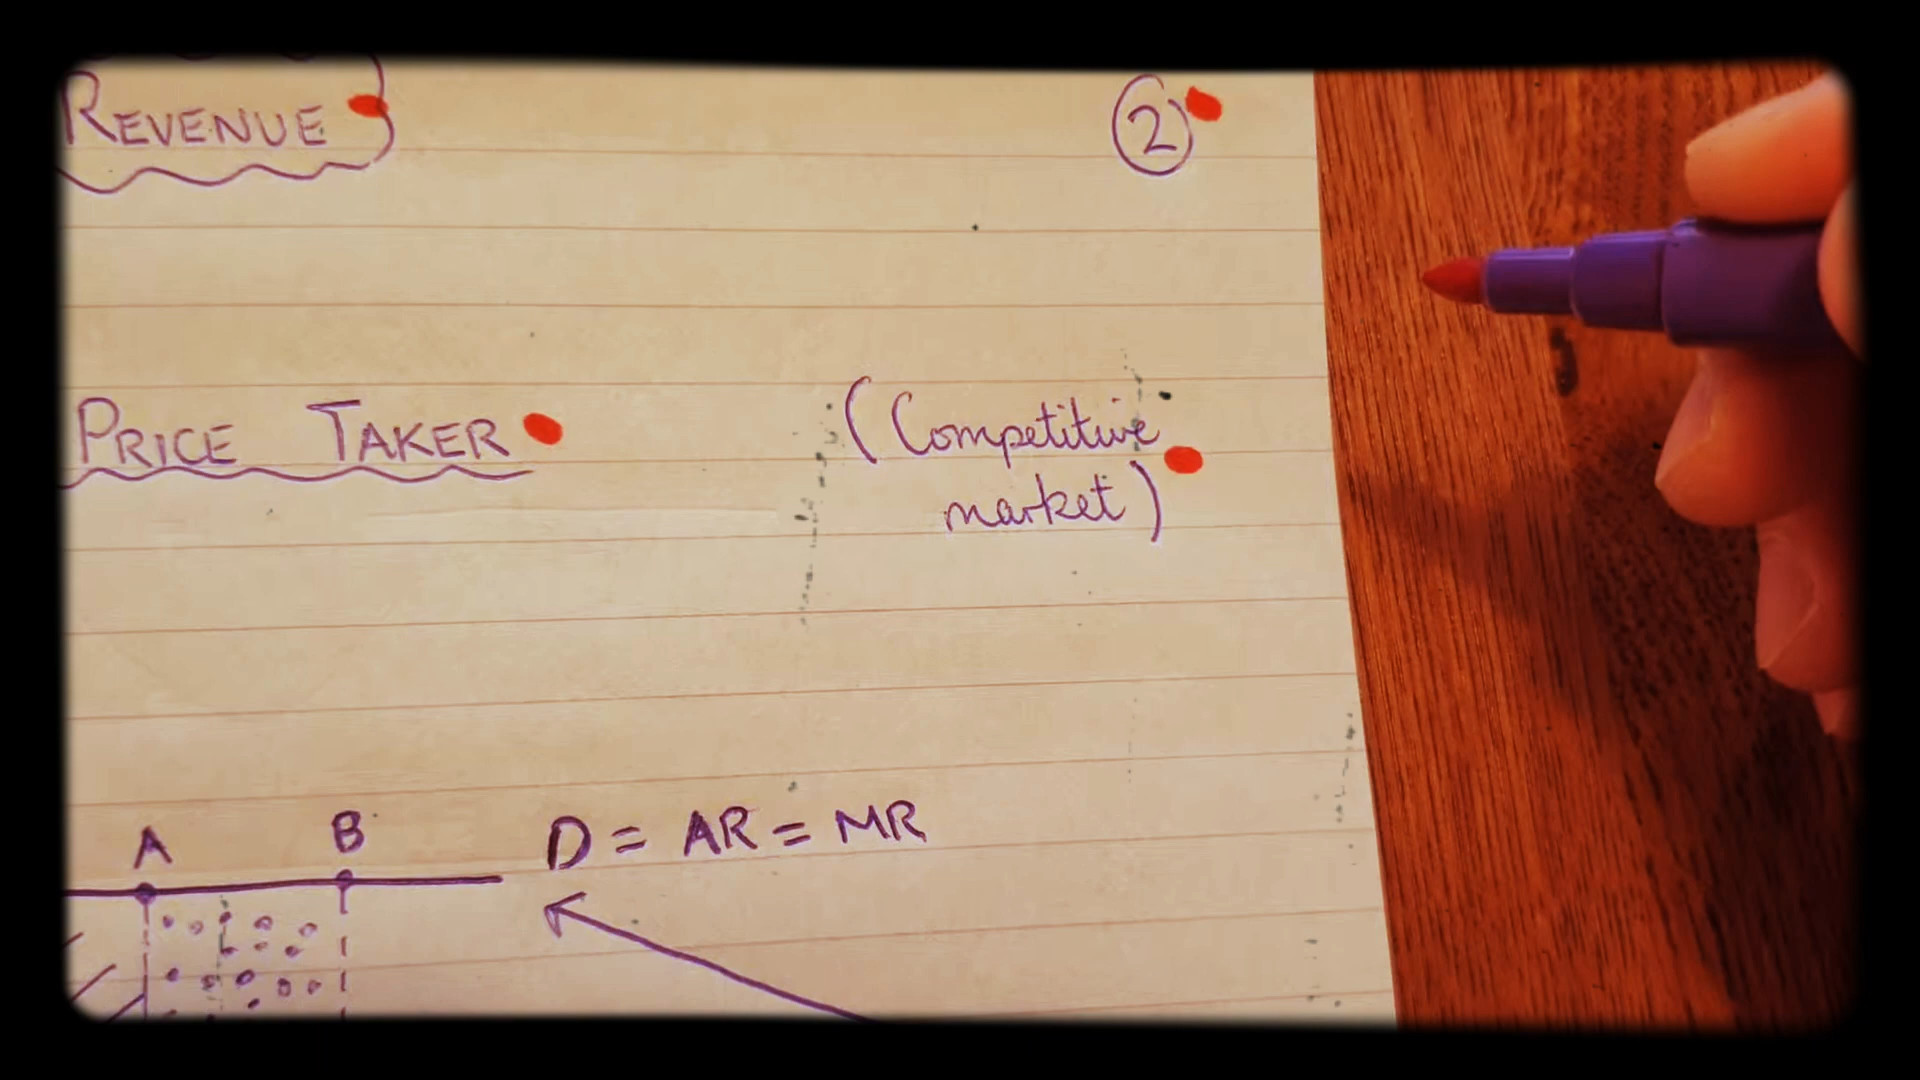 REVENUE
2
PRICE TAKER
(Competitive
market)
A B D = AR = MR